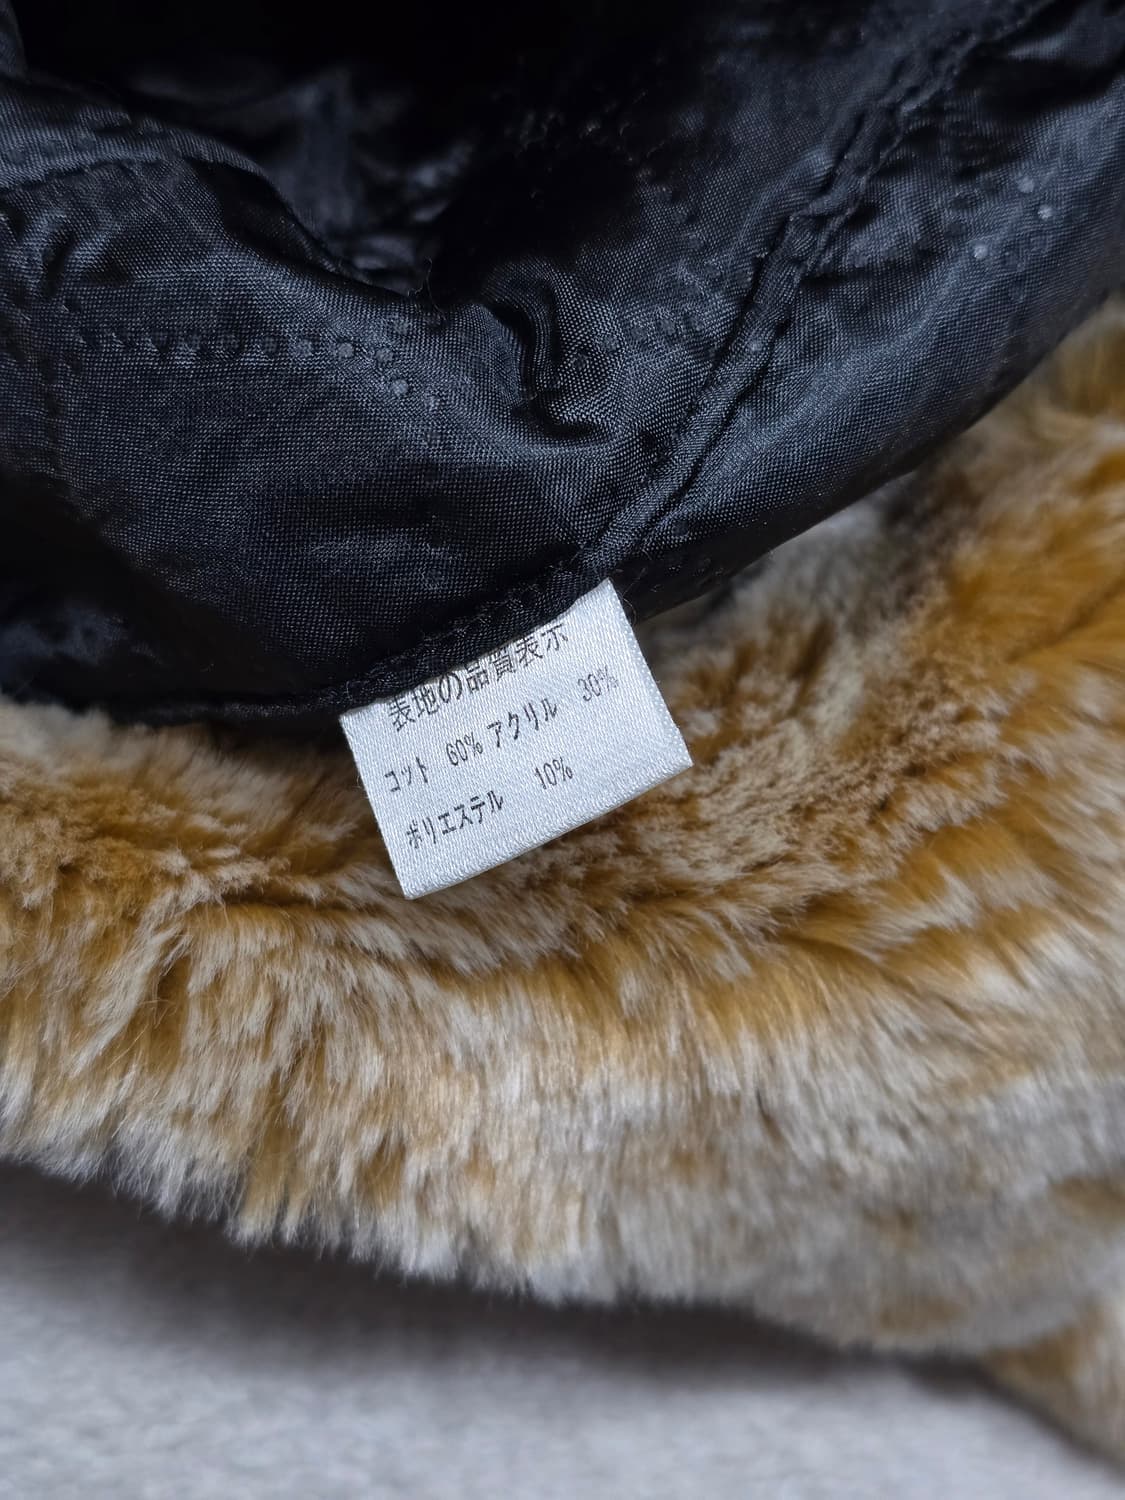 表地の品質表示
コット 60% アクリル 30%
ポリエステル 10%